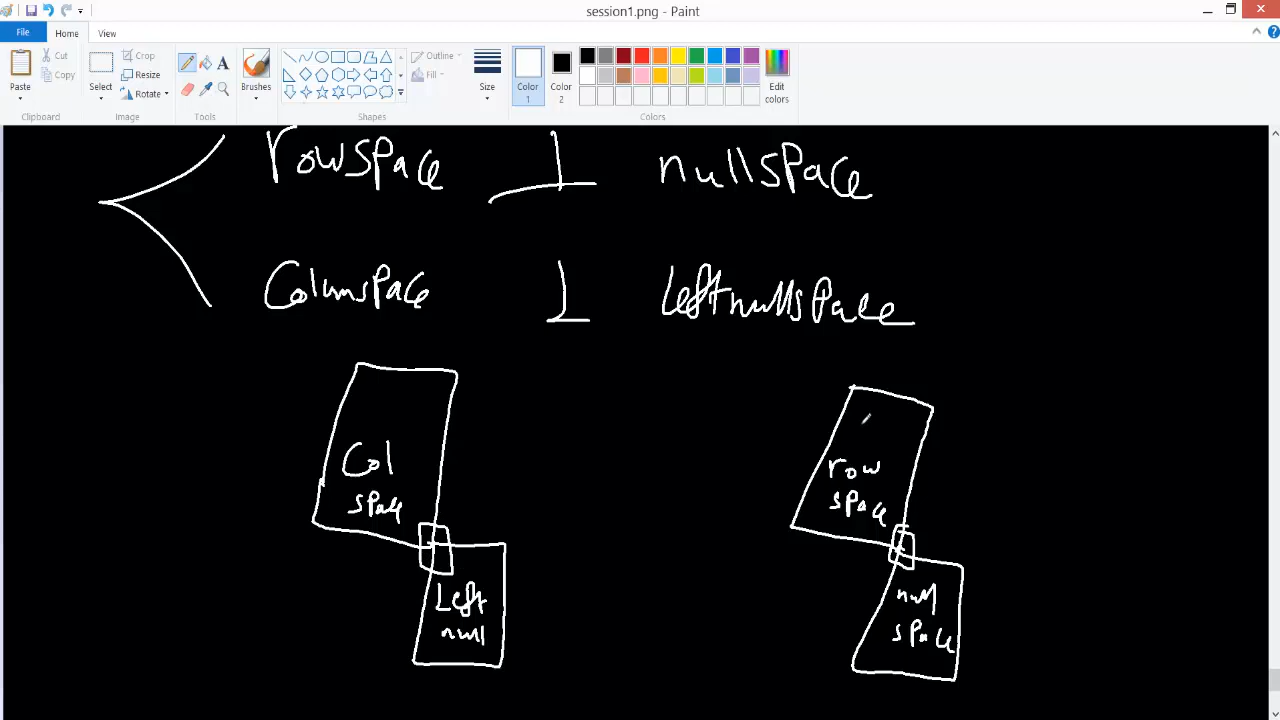 session1.png - Paint
File Home View
Paste Cut Copy Clipboard
Select Crop Resize Rotate Image
Tools
Brushes
Outline Fill Shapes
Size
Color 1
Color 2
Edit colors
Colors
rowspace ⊥ nullspace
Columspace ⊥ leftnullspace
Col
space
Left
null
row
space
null
space